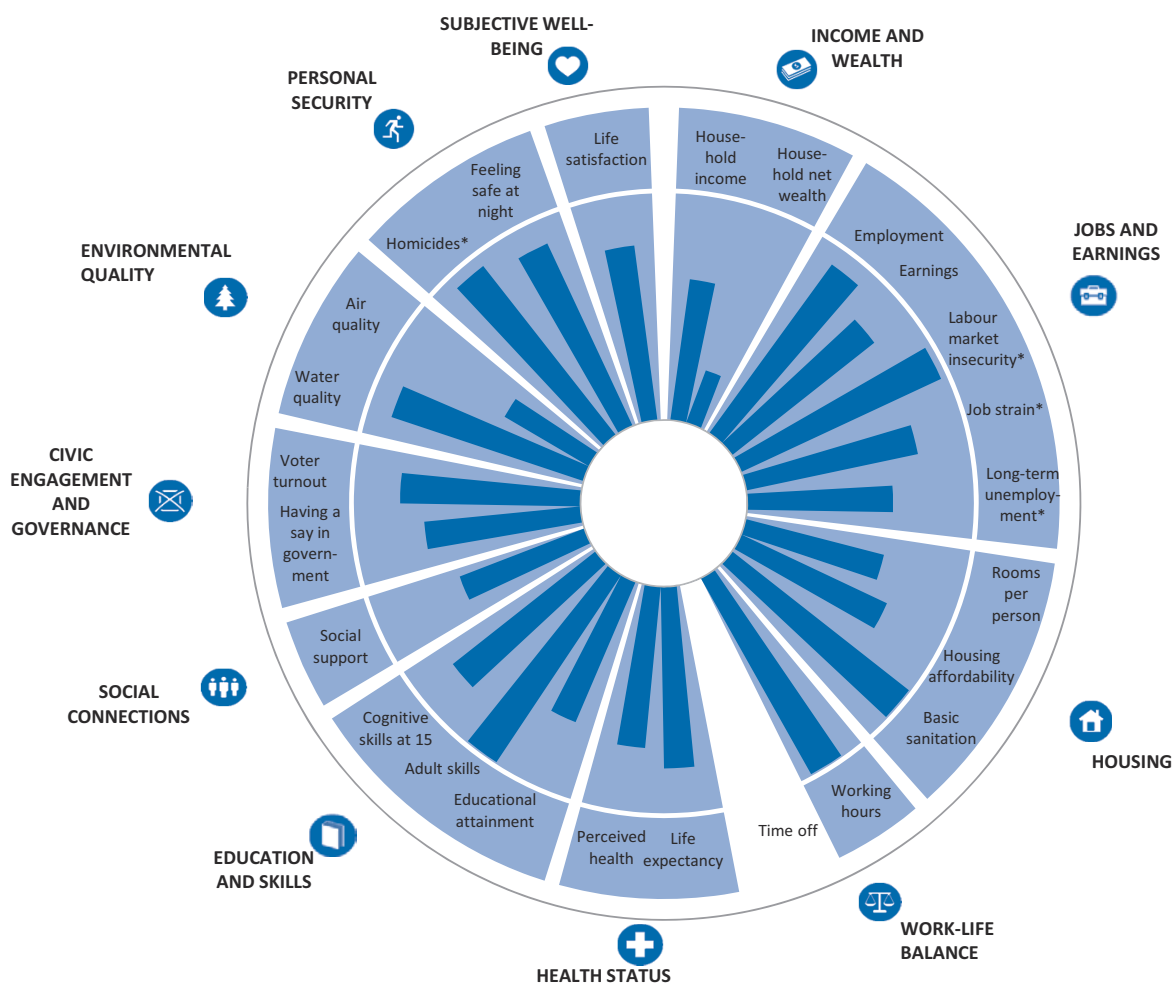 SUBJECTIVE WELL-
BEING
INCOME AND
WEALTH
PERSONAL
SECURITY
Life
satisfaction
House-
hold
income
House-
hold net
wealth
Feeling
safe at
night
Homicides*
Employment
Earnings
JOBS AND
EARNINGS
ENVIRONMENTAL
QUALITY
Air
quality
Water
quality
Labour
market
insecurity*
Job strain*
Long-term
unemploy-
ment*
CIVIC
ENGAGEMENT
AND
GOVERNANCE
Voter
turnout
Having a
say in
govern-
ment
Rooms
per
person
Housing
affordability
Basic
sanitation
HOUSING
Social
support
SOCIAL
CONNECTIONS
Cognitive
skills at 15
Adult skills
Educational
attainment
EDUCATION
AND SKILLS
Perceived
health
Life
expectancy
Time off
Working
hours
WORK-LIFE
BALANCE
HEALTH STATUS